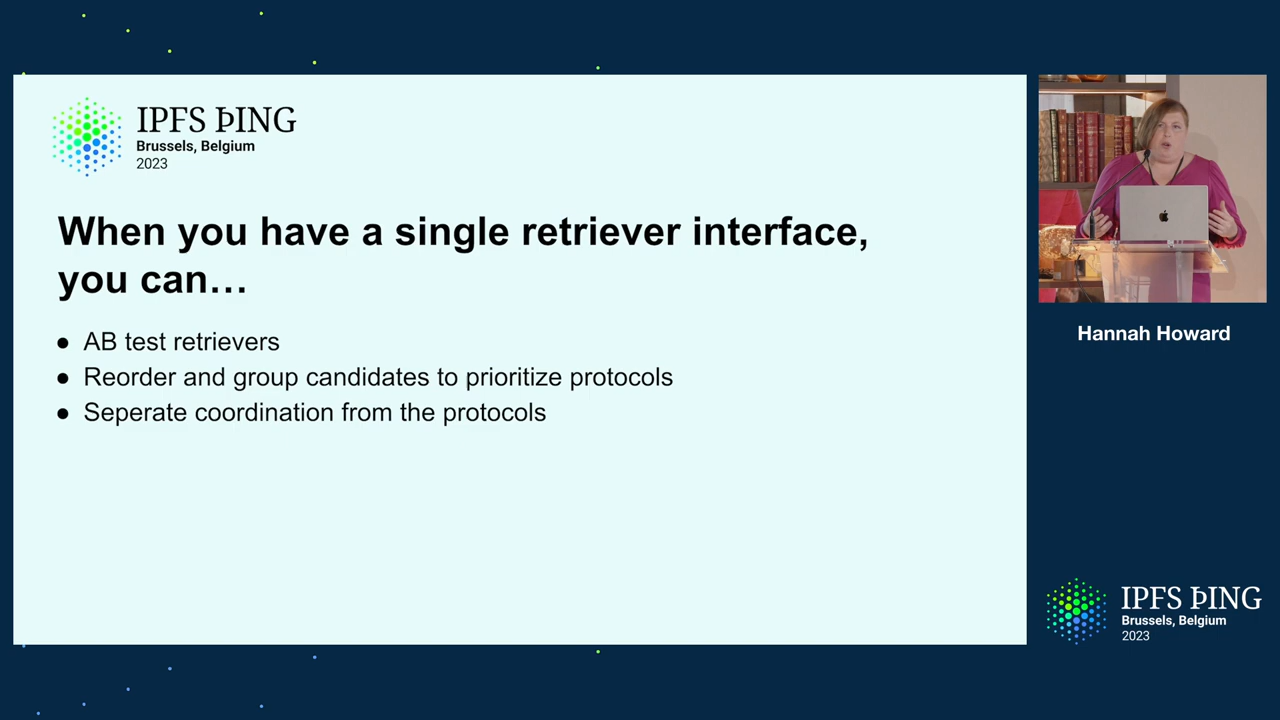 IPFS ÞING
Brussels, Belgium
2023
When you have a single retriever interface,
you can…
● AB test retrievers
● Reorder and group candidates to prioritize protocols
● Seperate coordination from the protocols
Hannah Howard
IPFS ÞING
Brussels, Belgium
2023